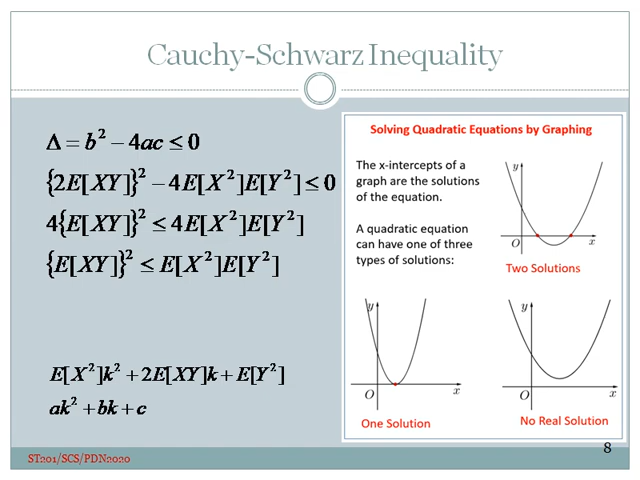 Cauchy-Schwarz Inequality
Δ = b² − 4ac ≤ 0
{2E[XY]}² − 4E[X²]E[Y²] ≤ 0
4{E[XY]}² ≤ 4E[X²]E[Y²]
{E[XY]}² ≤ E[X²]E[Y²]
E[X²]k² + 2E[XY]k + E[Y²]
ak² + bk + c
Solving Quadratic Equations by Graphing
The x-intercepts of a
graph are the solutions
of the equation.
A quadratic equation
can have one of three
types of solutions:
y
O
x
Two Solutions
y
O
x
One Solution
y
O
x
No Real Solution
8
ST201/SCS/PDN2020